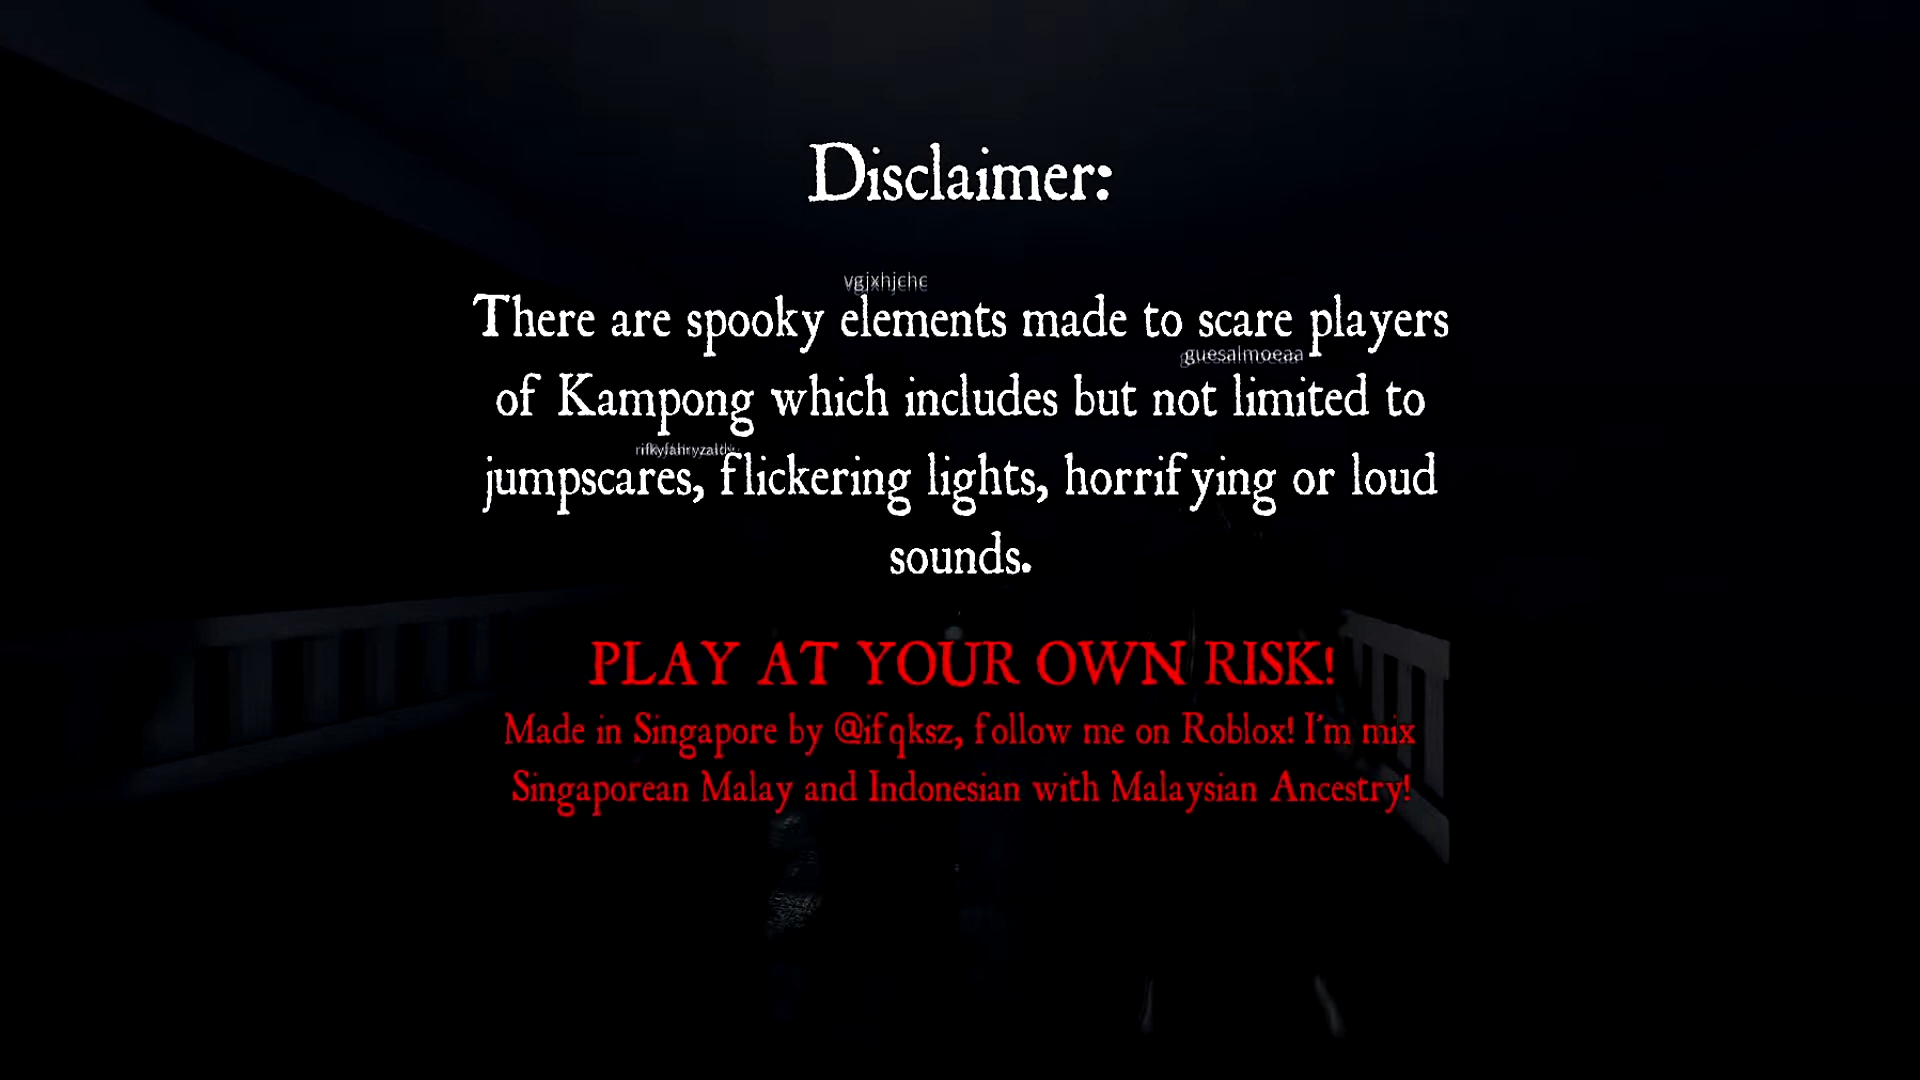 Disclaimer:
vgjxhjchc
There are spooky elements made to scare players
guesalmoeaa
of Kampong which includes but not limited to
jumpscares, flickering lights, horrifying or loud
sounds.
PLAY AT YOUR OWN RISK!
Made in Singapore by @ifqksz, follow me on Roblox! I'm mix
Singaporean Malay and Indonesian with Malaysian Ancestry!